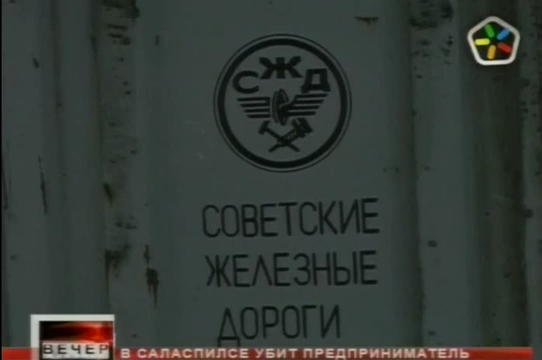 СЖД
СОВЕТСКИЕ
ЖЕЛЕЗНЫЕ
ДОРОГИ
ВЕЧЕР
В САЛАСПИЛСЕ УБИТ ПРЕДПРИНИМАТЕЛЬ